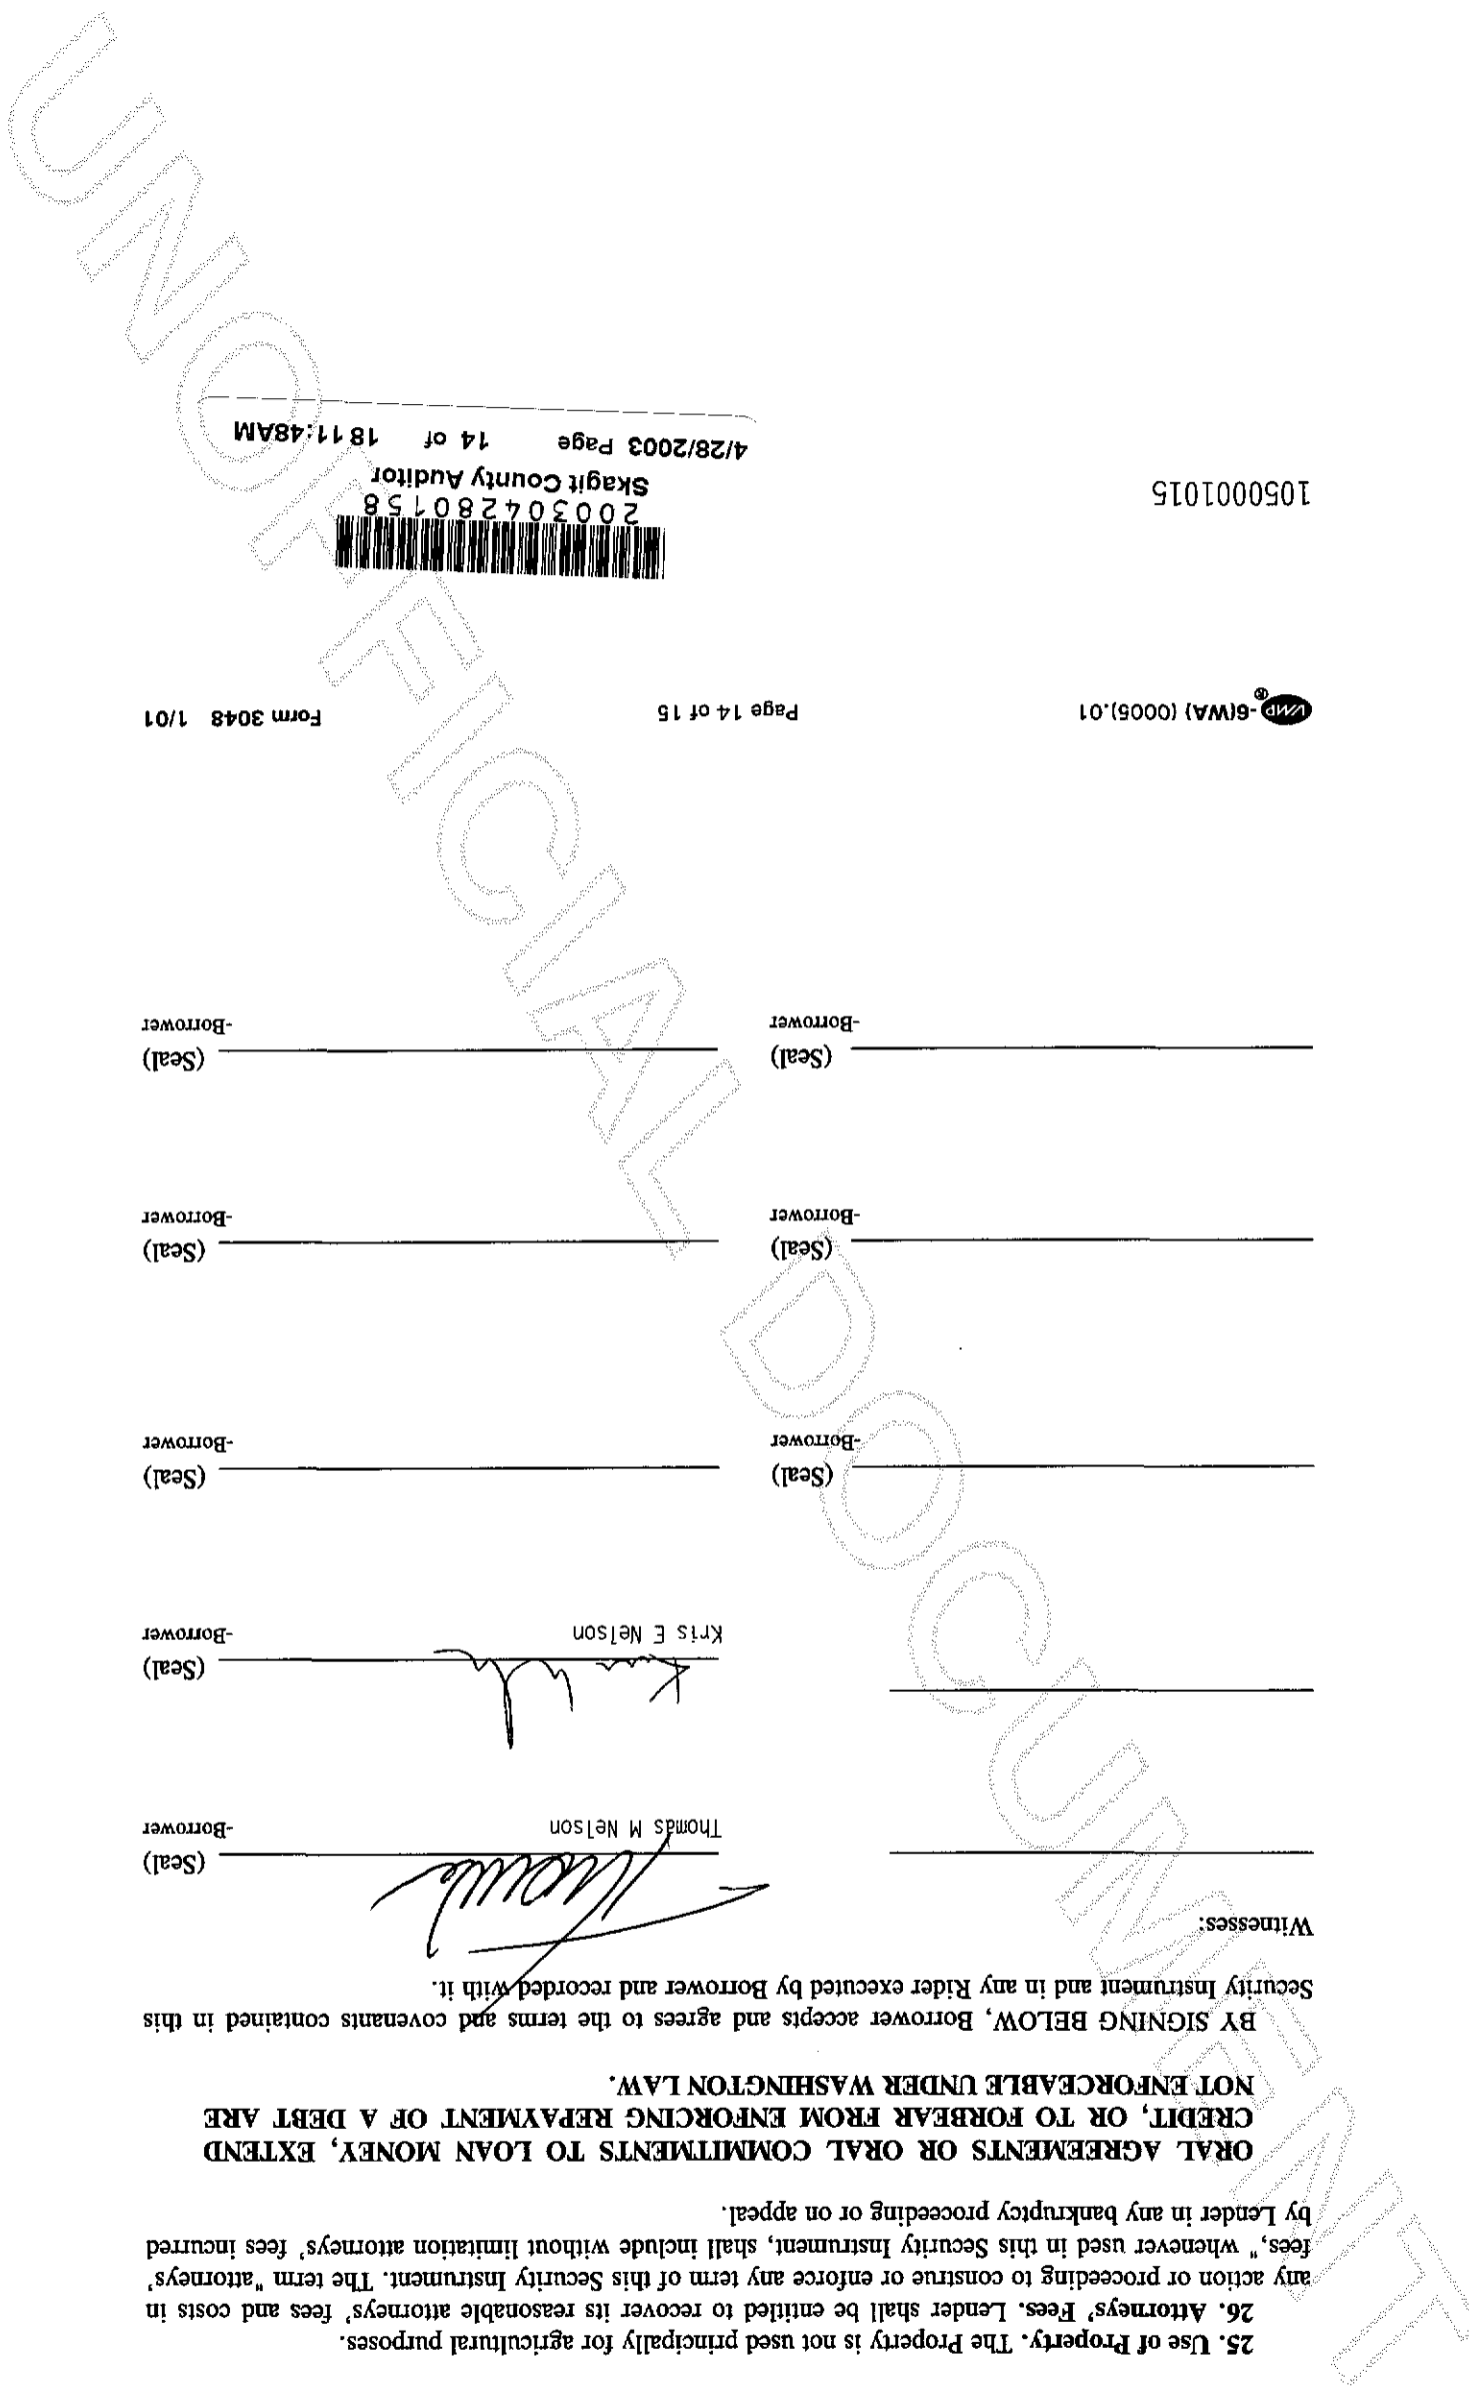 25. Use of Property. The Property is not used principally for agricultural purposes.
26. Attorneys' Fees. Lender shall be entitled to recover its reasonable attorneys' fees and costs in
any action or proceeding to construe or enforce any term of this Security Instrument. The term "attorneys'
fees," whenever used in this Security Instrument, shall include without limitation attorneys' fees incurred
by Lender in any bankruptcy proceeding or on appeal.
ORAL AGREEMENTS OR ORAL COMMITMENTS TO LOAN MONEY, EXTEND
CREDIT, OR TO FORBEAR FROM ENFORCING REPAYMENT OF A DEBT ARE
NOT ENFORCEABLE UNDER WASHINGTON LAW.
BY SIGNING BELOW, Borrower accepts and agrees to the terms and covenants contained in this
Security Instrument and in any Rider executed by Borrower and recorded with it.
Witnesses:
(Seal)
Thomas M Nelson -Borrower
(Seal)
Kris E Nelson -Borrower
(Seal) (Seal)
-Borrower -Borrower
(Seal) (Seal)
-Borrower -Borrower
(Seal) (Seal)
-Borrower -Borrower
VMP®-6(WA) (0005).01 Page 14 of 15 Form 3048 1/01
1050001015
200304280158
Skagit County Auditor
4/28/2003 Page 14 of 18 11:48AM
UNOFFICIAL DOCUMENT